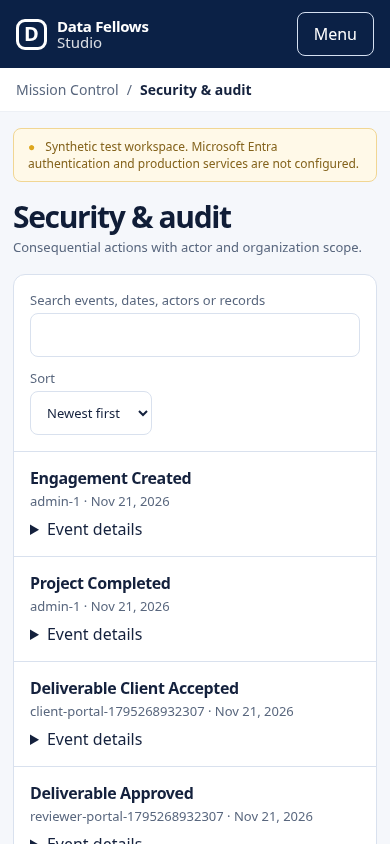 D
Data Fellows
Studio
Menu
Mission Control / Security & audit
Synthetic test workspace. Microsoft Entra
authentication and production services are not configured.
Security & audit
Consequential actions with actor and organization scope.
Search events, dates, actors or records
Sort
Newest first
Engagement Created
admin-1 · Nov 21, 2026
Event details
Project Completed
admin-1 · Nov 21, 2026
Event details
Deliverable Client Accepted
client-portal-1795268932307 · Nov 21, 2026
Event details
Deliverable Approved
reviewer-portal-1795268932307 · Nov 21, 2026
Event details